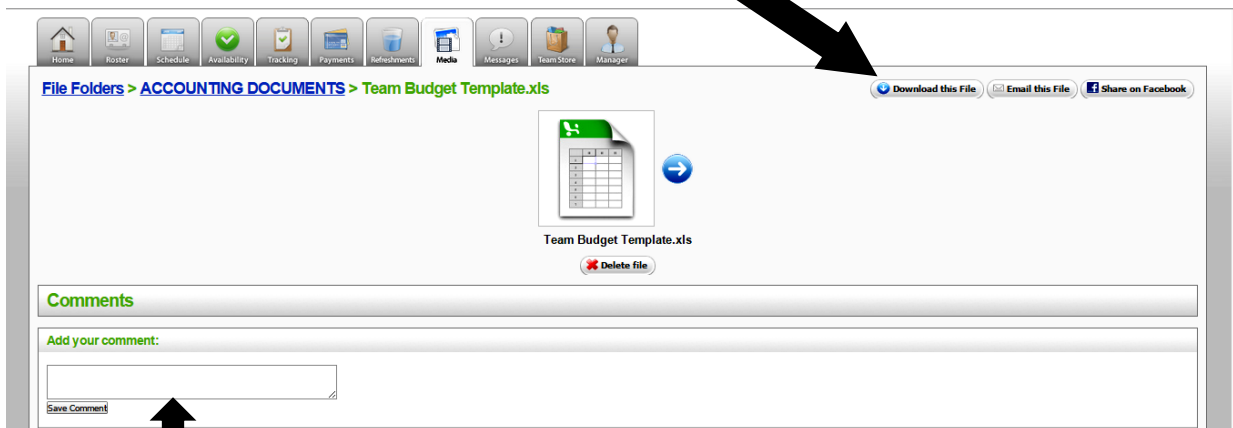 Home Roster Schedule Availability Tracking Payments Refreshments Media Messages Team Store Manager
File Folders > ACCOUNTING DOCUMENTS > Team Budget Template.xls Download this File Email this File Share on Facebook
Team Budget Template.xls
Delete file
Comments
Add your comment:
Save Comment